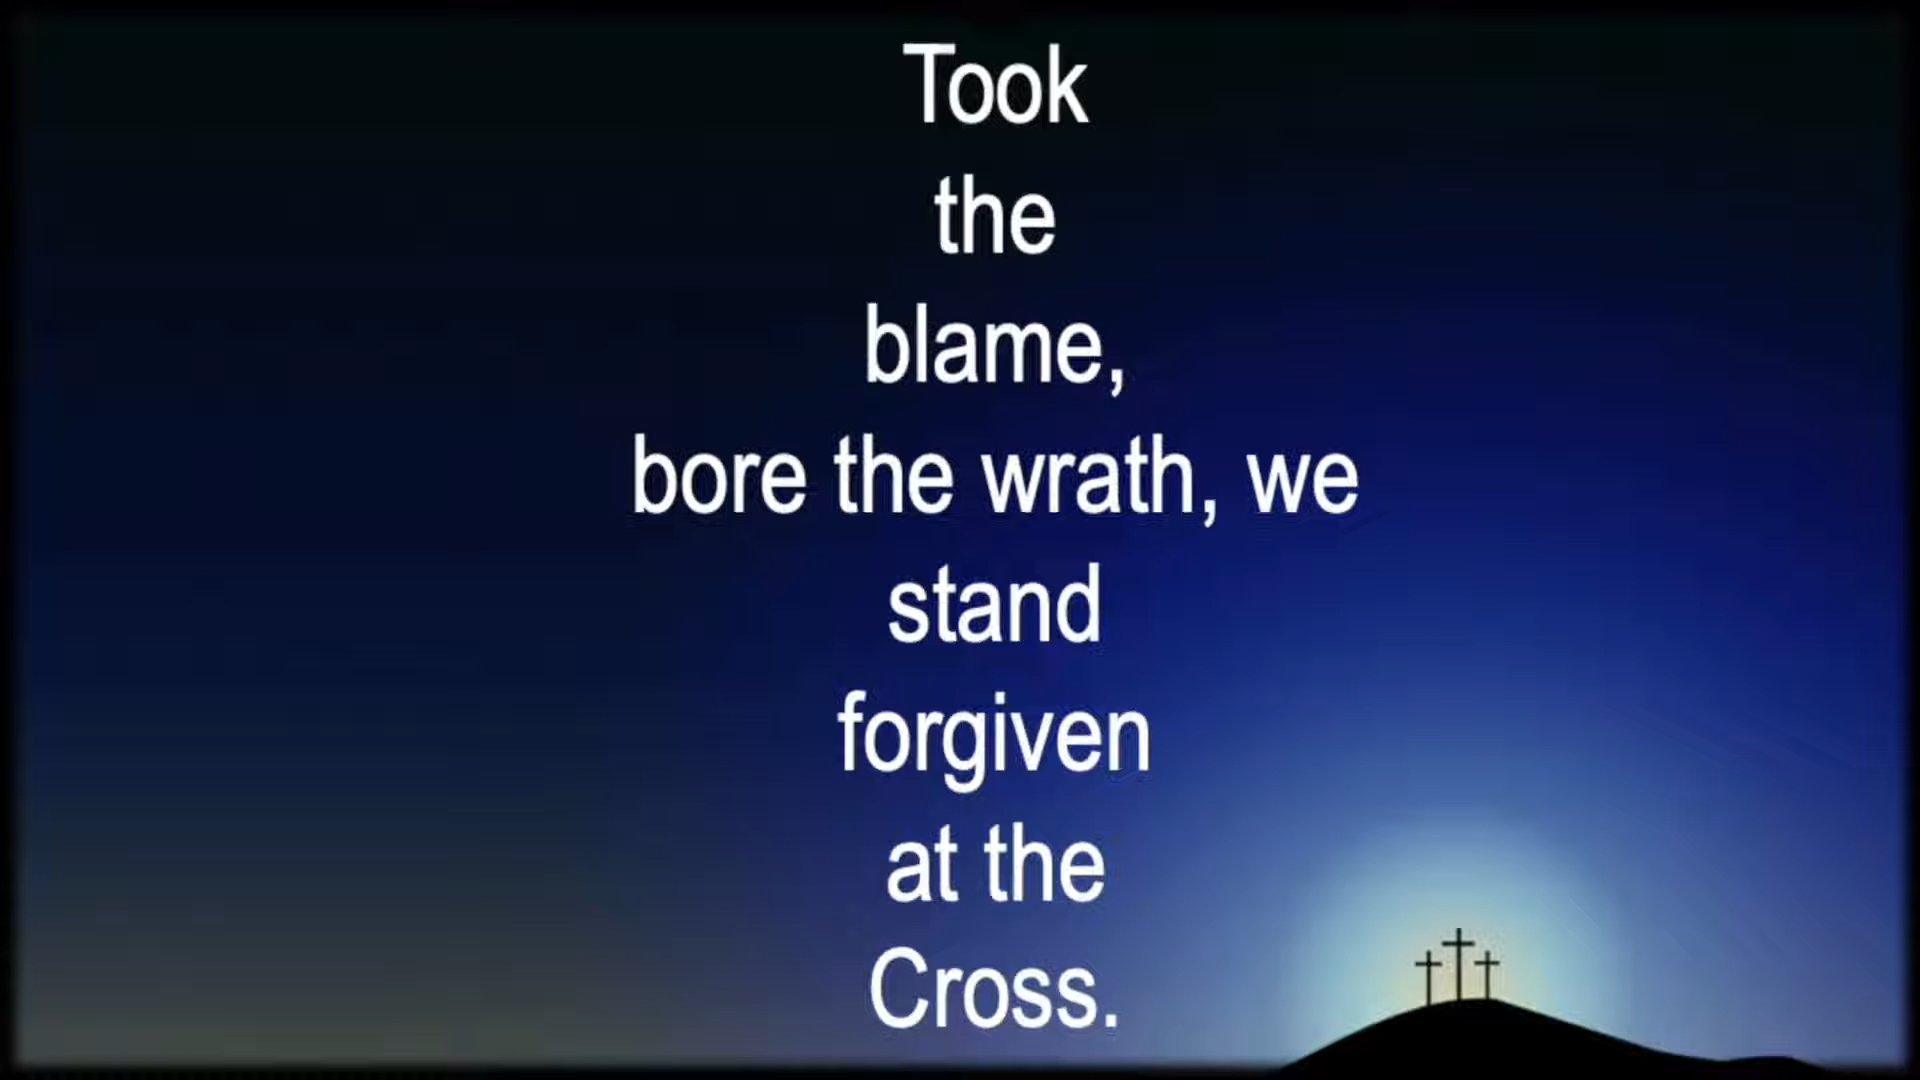 Took
the
blame,
bore the wrath, we
stand
forgiven
at the
Cross.